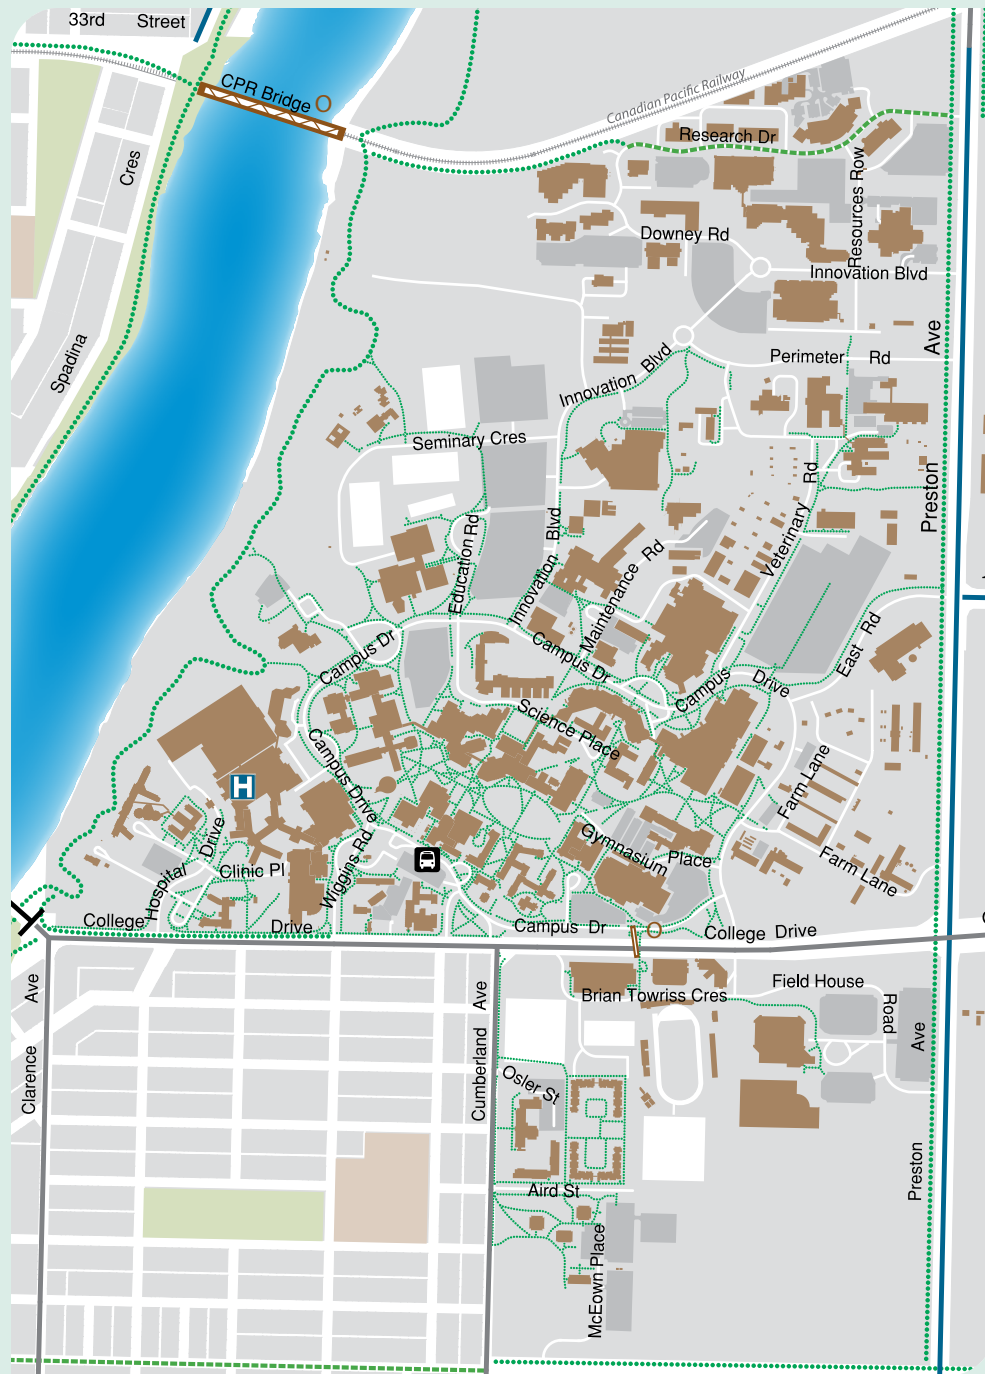 33rd Street
CPR Bridge
Canadian Pacific Railway
Research Dr
Cres
Resources Row
Downey Rd
Innovation Blvd
Ave
Spadina
Perimeter Rd
Innovation Blvd
Seminary Cres
Rd
Preston
Education Rd
Innovation Blvd
Maintenance Rd
Veterinary
East Rd
Campus Dr
Campus Dr
Campus Drive
Science Place
Campus Drive
Farm Lane
H
Gymnasium Place
Farm Lane
Hospital Drive
Clinic Pl
Wiggins Rd
College Drive
Campus Dr
College Drive
Ave
Clarence
Ave
Cumberland
Brian Towriss Cres
Field House
Road
Ave
Osler St
Aird St
Preston
McEown Place